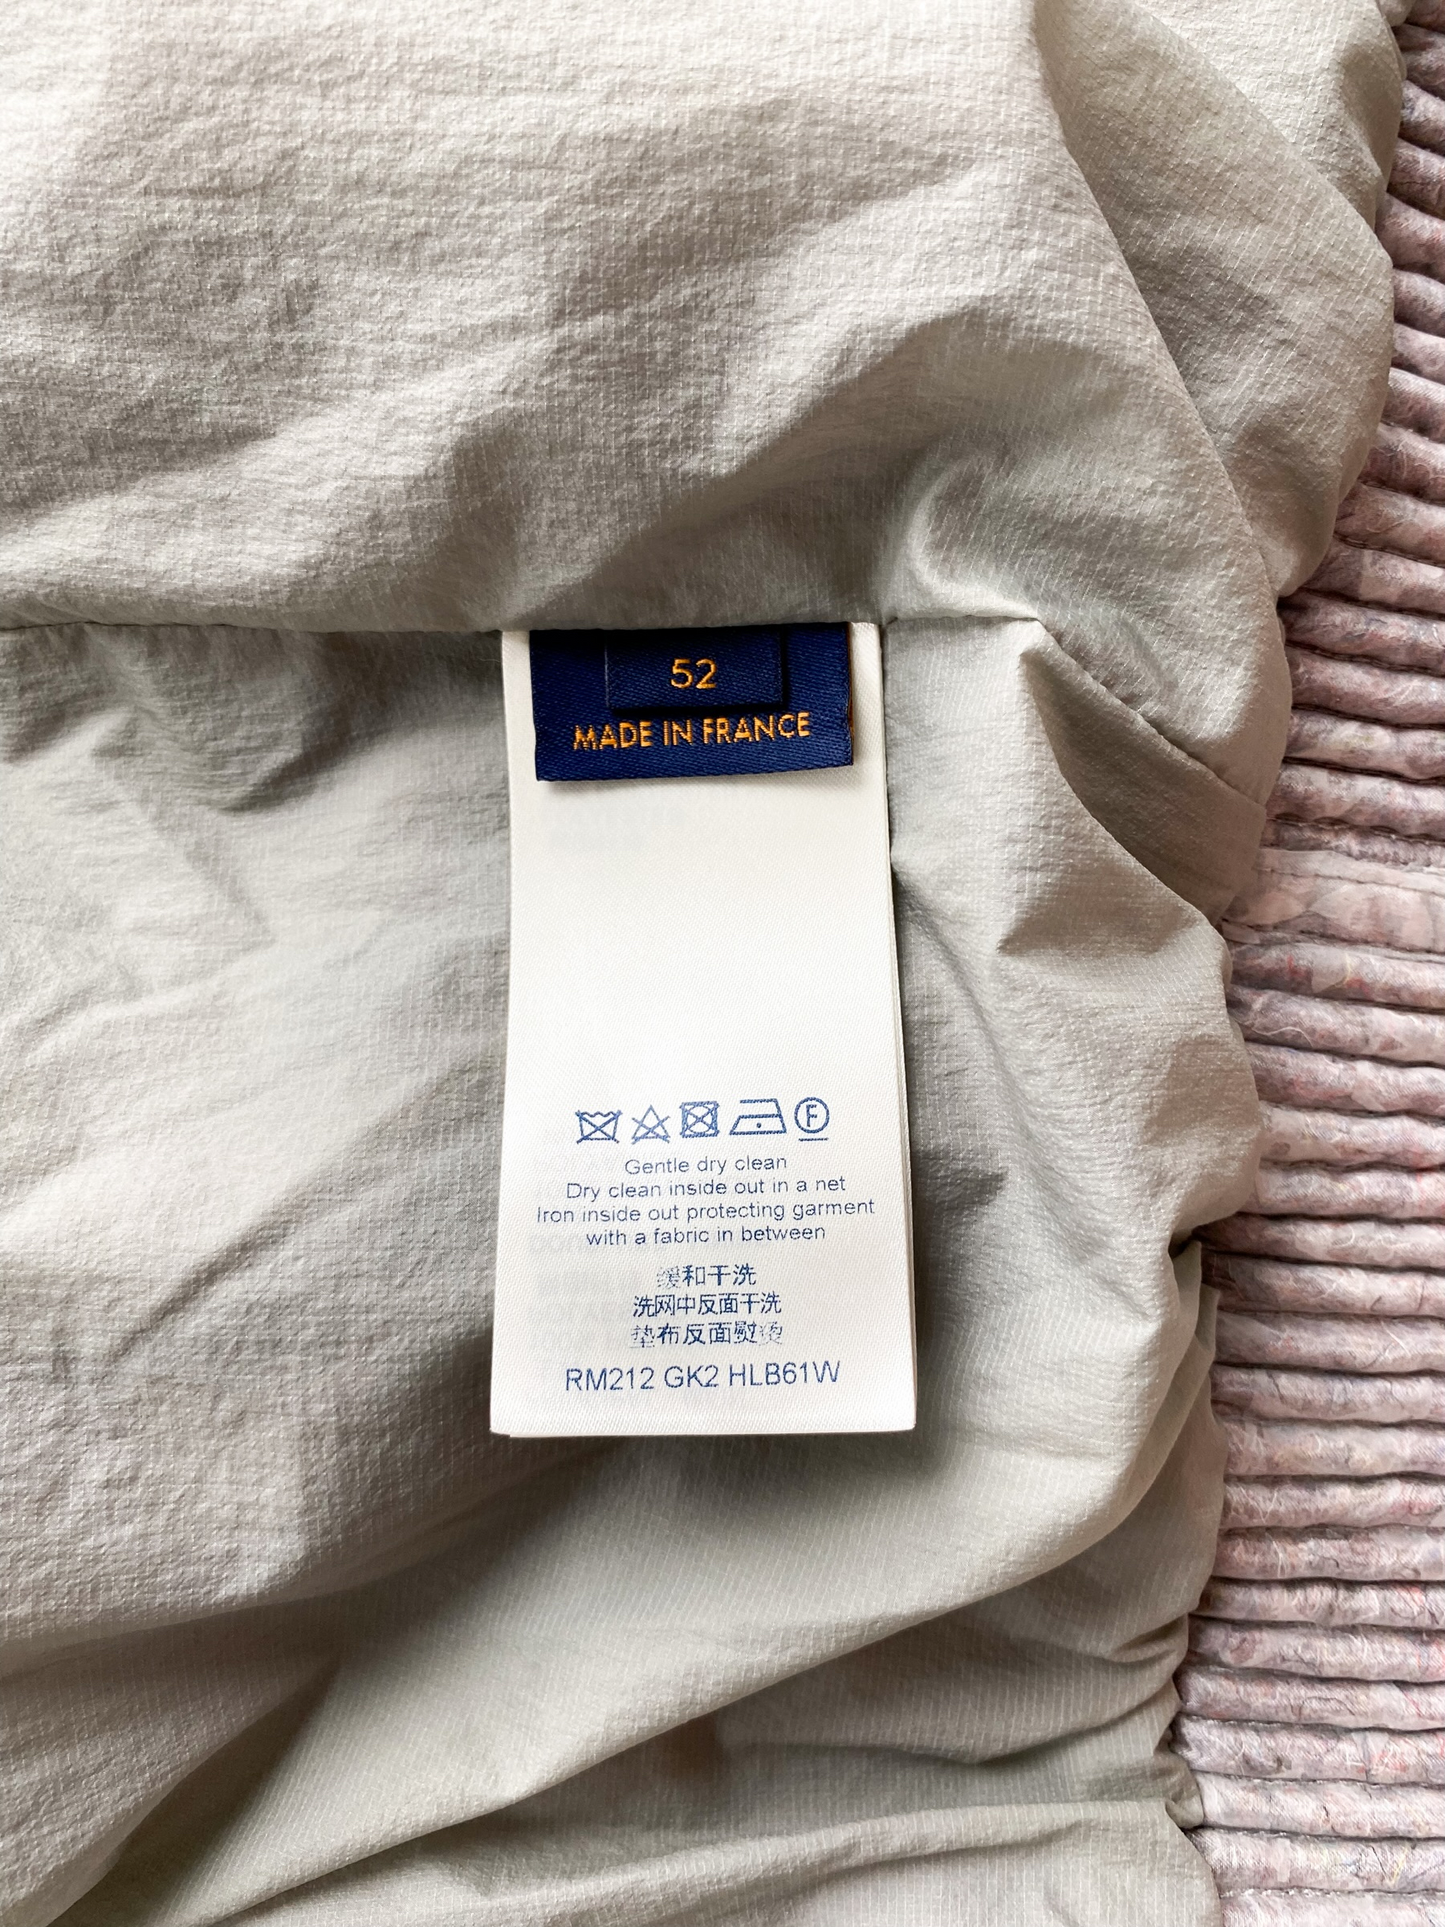 52
MADE IN FRANCE
F
Gentle dry clean
Dry clean inside out in a net
Iron inside out protecting garment
with a fabric in between
缓和干洗
洗网中反面干洗
垫布反面熨烫
RM212 GK2 HLB61W